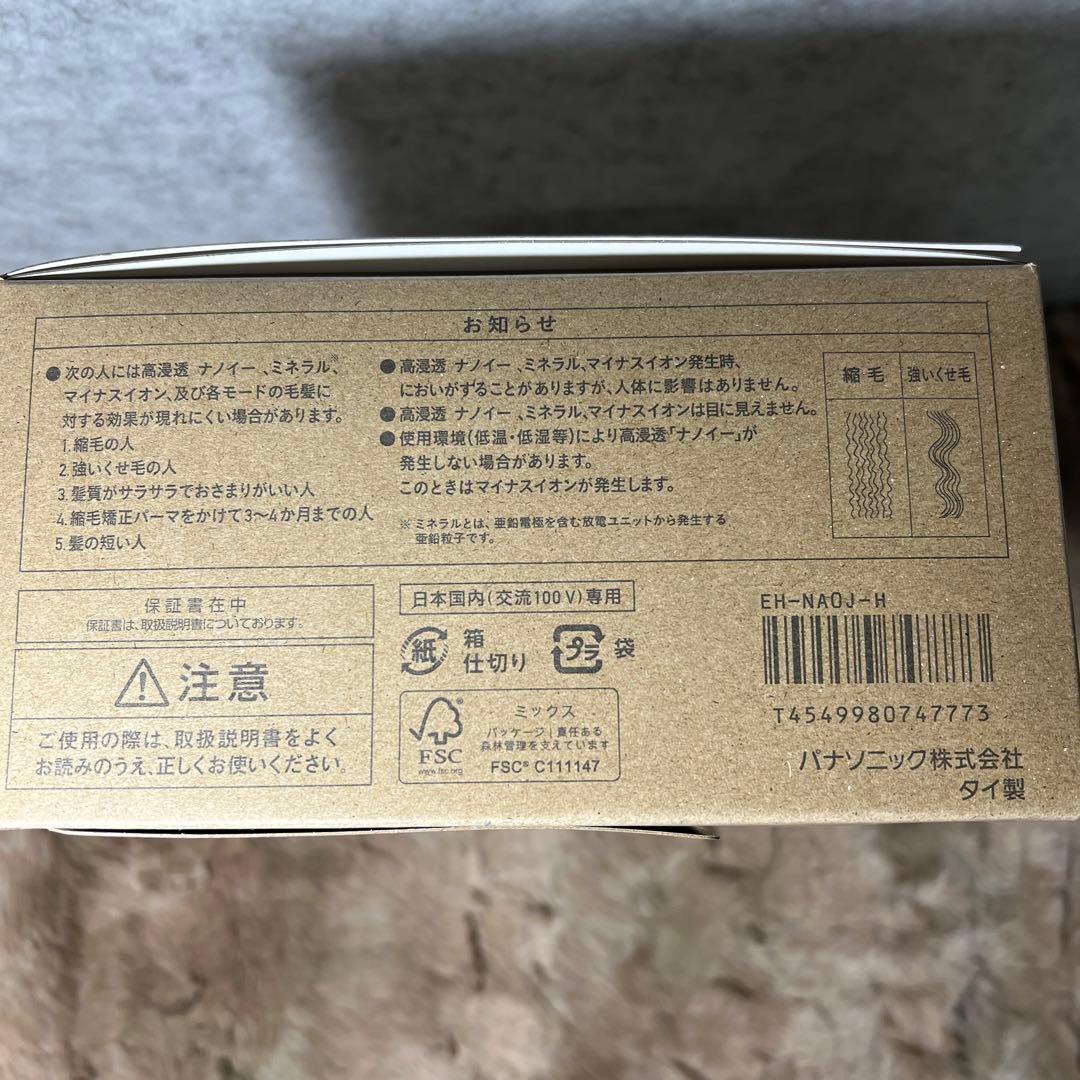 お知らせ
●次の人には高浸透 ナノイー 、ミネラル※、
マイナスイオン、及び各モードの毛髪に
対する効果が現れにくい場合があります。
1.縮毛の人
2.強いくせ毛の人
3.髪質がサラサラでおさまりがいい人
4.縮毛矯正パーマをかけて3〜4か月までの人
5.髪の短い人
●高浸透 ナノイー 、ミネラル、マイナスイオン発生時、
においがすることがありますが、人体に影響はありません。
●高浸透 ナノイー 、ミネラル、マイナスイオンは目に見えません。
●使用環境(低温・低湿等)により高浸透「ナノイー」が
発生しない場合があります。
このときはマイナスイオンが発生します。
※ ミネラルとは、亜鉛電極を含む放電ユニットから発生する
亜鉛粒子です。
縮毛
強いくせ毛
保証書在中
保証書は、取扱説明書についております。
注意
ご使用の際は、取扱説明書をよく
お読みのうえ、正しくお使いください。
日本国内(交流100V)専用
紙
箱
仕切り
プラ
袋
FSC
www.fsc.org
ミックス
パッケージ|責任ある
森林管理を支えています
FSC® C111147
EH-NA0J-H
T4549980747773
パナソニック株式会社
タイ製